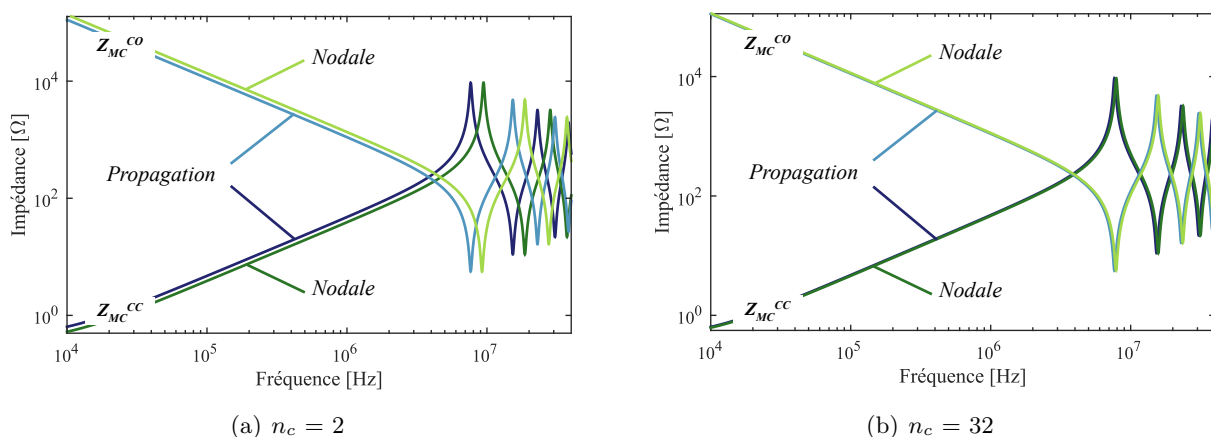 Impédance [Ω]
10^4
10^2
10^0
Z_MC^CO
Nodale
Propagation
Nodale
Z_MC^CC
10^4 10^5 10^6 10^7
Fréquence [Hz]
(a) n_c = 2
Impédance [Ω]
10^4
10^2
10^0
Z_MC^CO
Nodale
Propagation
Nodale
Z_MC^CC
10^4 10^5 10^6 10^7
Fréquence [Hz]
(b) n_c = 32